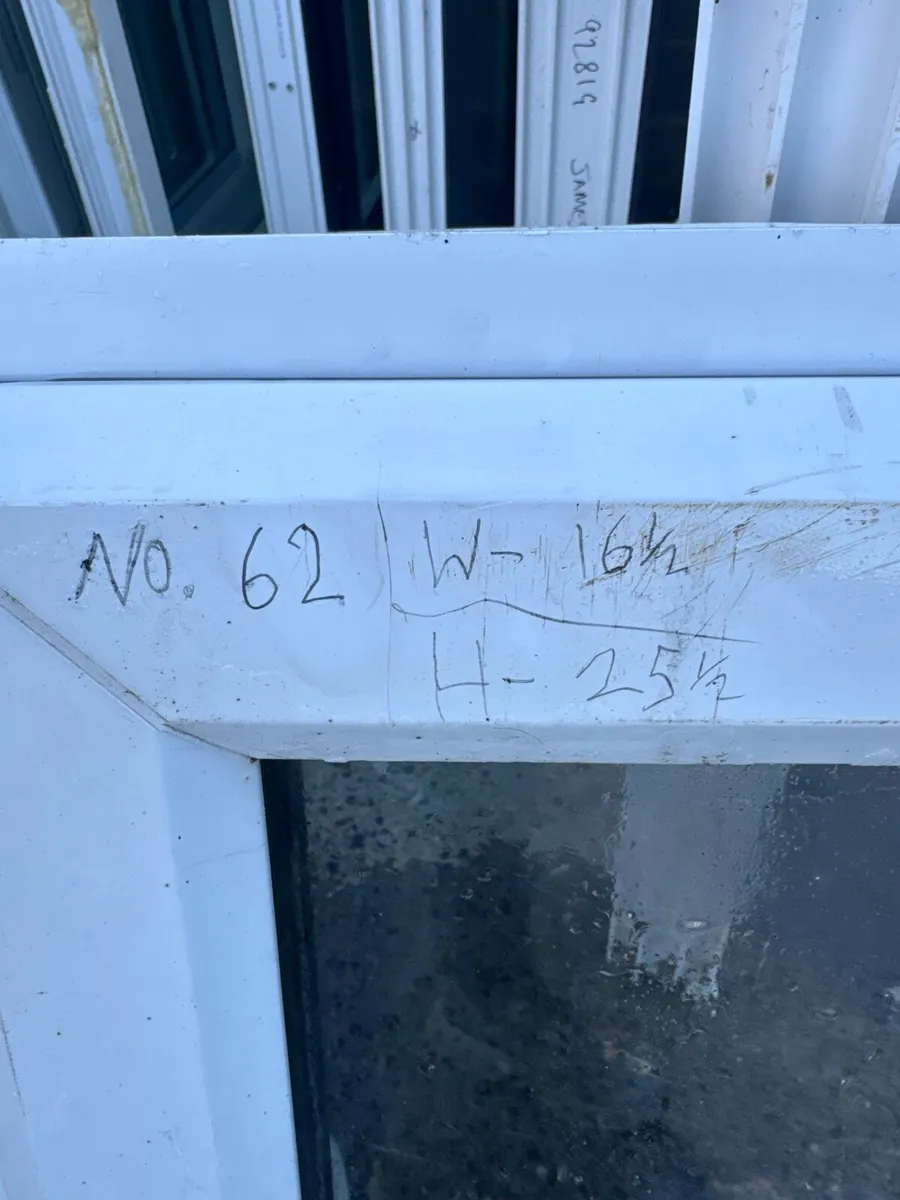 92819 JAMES
No. 62
W- 16½
H- 25½